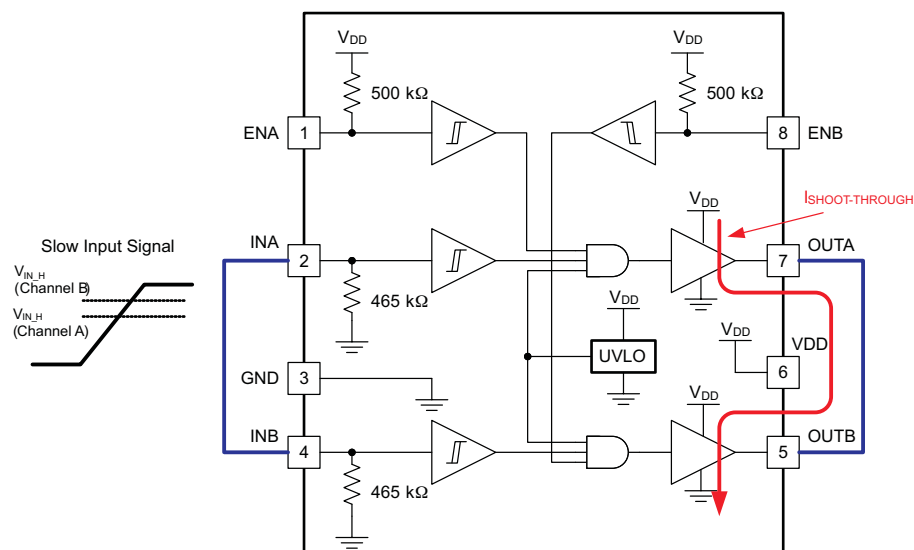 VDD
VDD
500 kΩ
500 kΩ
ENA
1
8
ENB
ISHOOT-THROUGH
VDD
Slow Input Signal
INA
2
7
OUTA
VIN_H
(Channel B)
VIN_H
(Channel A)
465 kΩ
VDD
VDD
VDD
UVLO
6
GND
3
VDD
INB
4
5
OUTB
465 kΩ